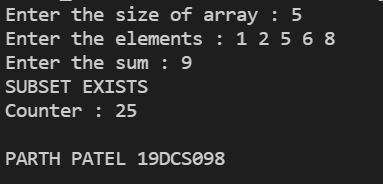 Enter the size of array : 5
Enter the elements : 1 2 5 6 8
Enter the sum : 9
SUBSET EXISTS
Counter : 25
PARTH PATEL 19DCS098